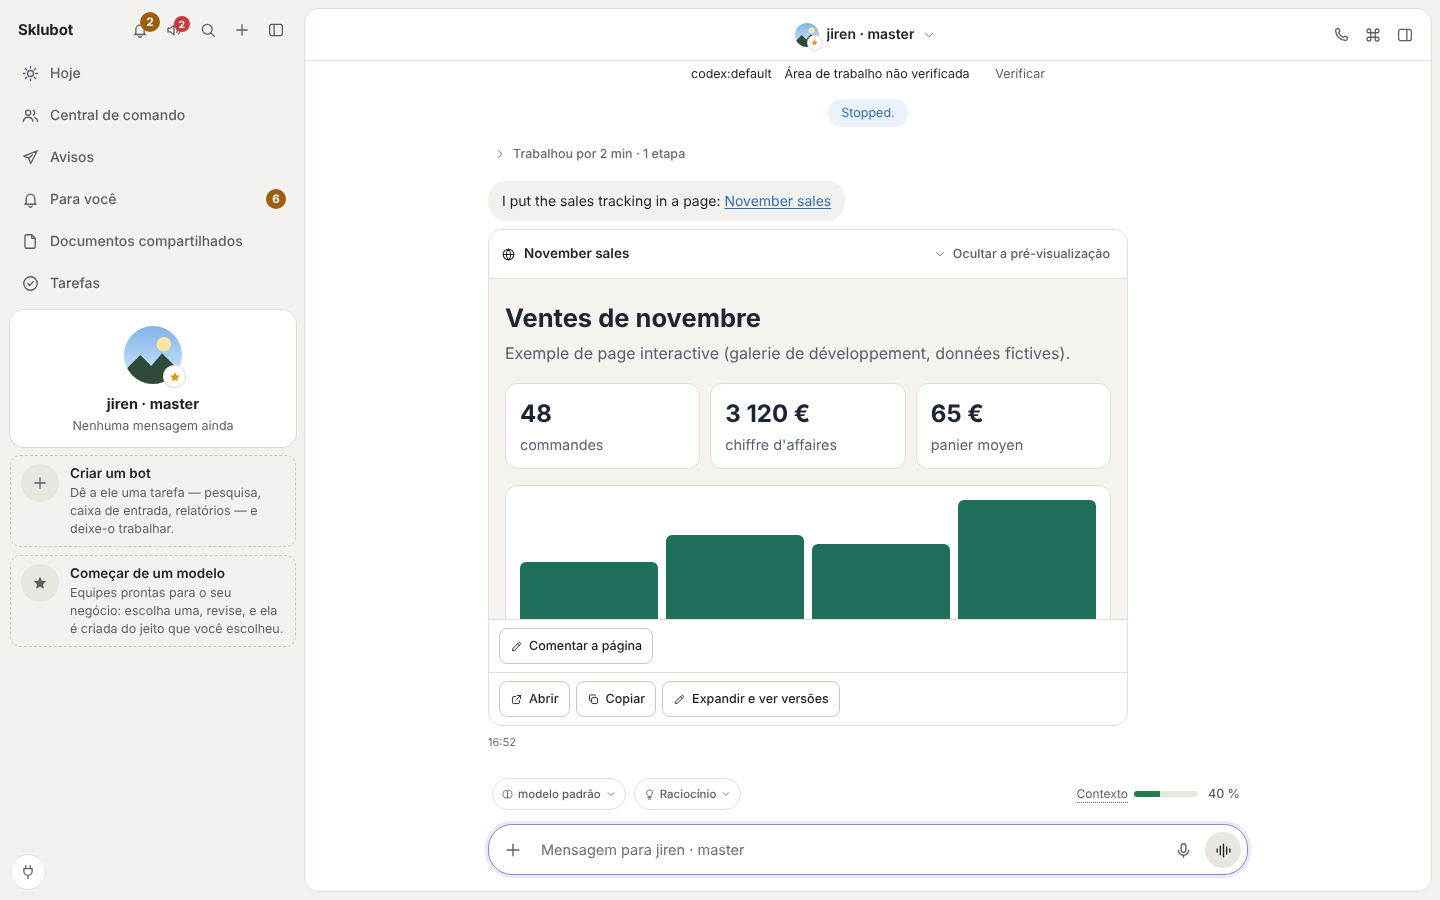 Sklubot
2
2
Hoje
Central de comando
Avisos
Para você
6
Documentos compartilhados
Tarefas
jiren · master
Nenhuma mensagem ainda
Criar um bot
Dê a ele uma tarefa — pesquisa,
caixa de entrada, relatórios — e
deixe-o trabalhar.
Começar de um modelo
Equipes prontas para o seu
negócio: escolha uma, revise, e ela
é criada do jeito que você escolheu.
jiren · master
codex:default Área de trabalho não verificada Verificar
Stopped.
Trabalhou por 2 min · 1 etapa
I put the sales tracking in a page: November sales
November sales
Ocultar a pré-visualização
Ventes de novembre
Exemple de page interactive (galerie de développement, données fictives).
48
commandes
3 120 €
chiffre d'affaires
65 €
panier moyen
Comentar a página
Abrir
Copiar
Expandir e ver versões
16:52
modelo padrão
Raciocínio
Contexto
40 %
Mensagem para jiren · master